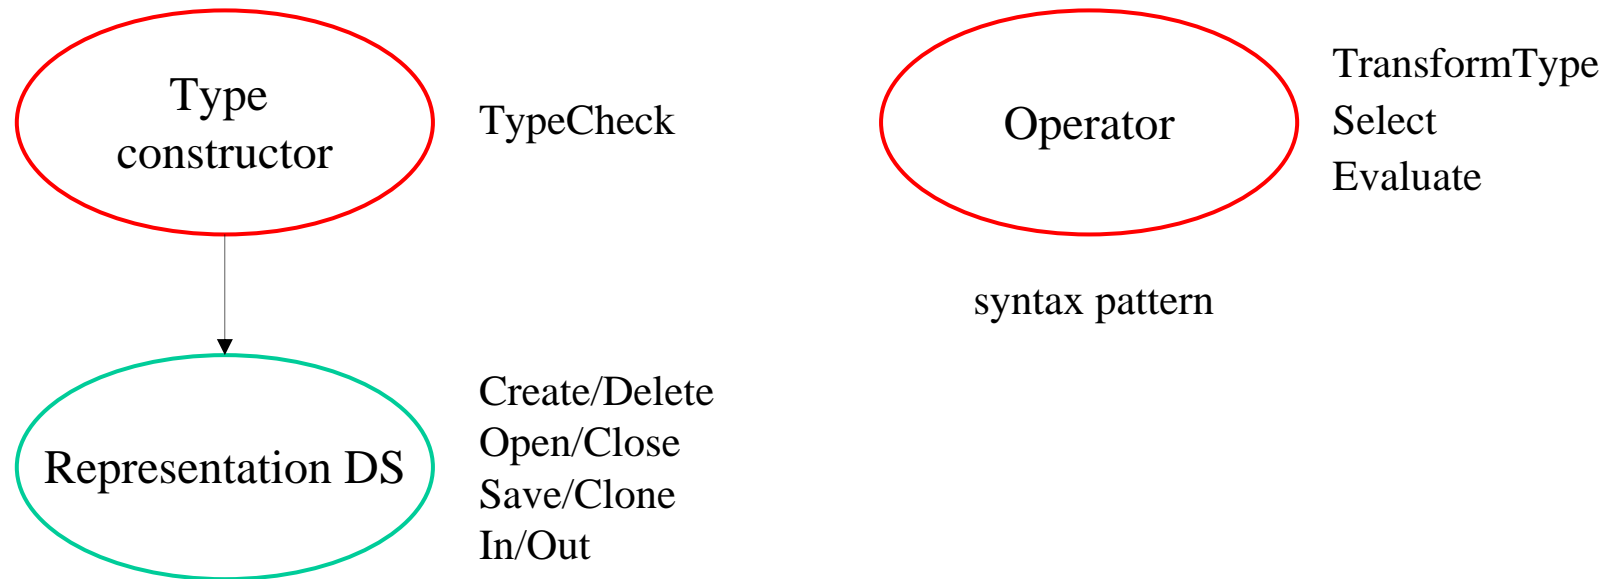 Type
constructor
TypeCheck
Operator
TransformType
Select
Evaluate
syntax pattern
Representation DS
Create/Delete
Open/Close
Save/Clone
In/Out